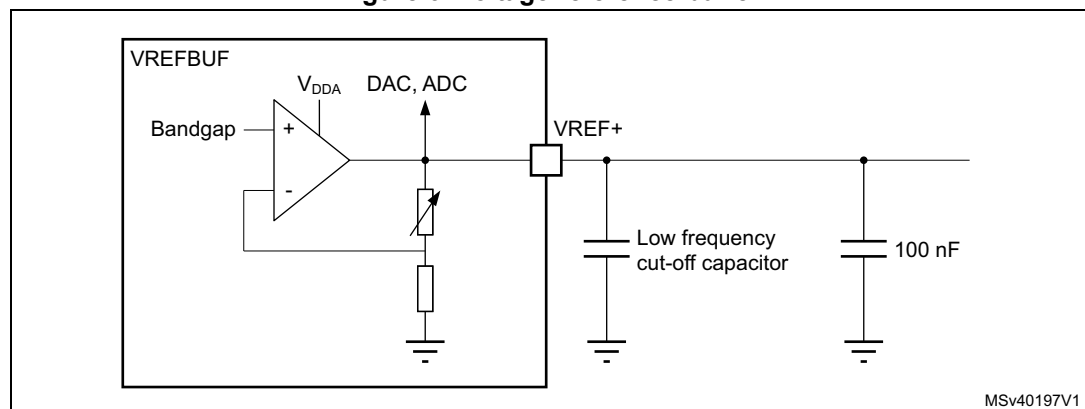 VREFBUF
VDDA
DAC, ADC
Bandgap
+
-
VREF+
Low frequency
cut-off capacitor
100 nF
MSv40197V1